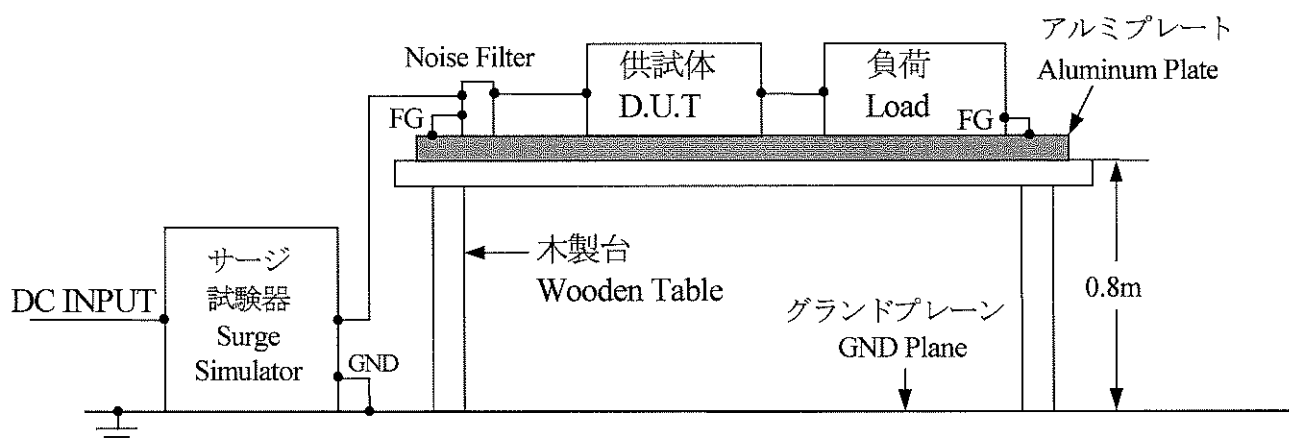 アルミプレート
Aluminum Plate
Noise Filter
供試体
D.U.T
負荷
Load
FG
FG
サージ
試験器
Surge
Simulator
DC INPUT
GND
木製台
Wooden Table
グランドプレーン
GND Plane
0.8m